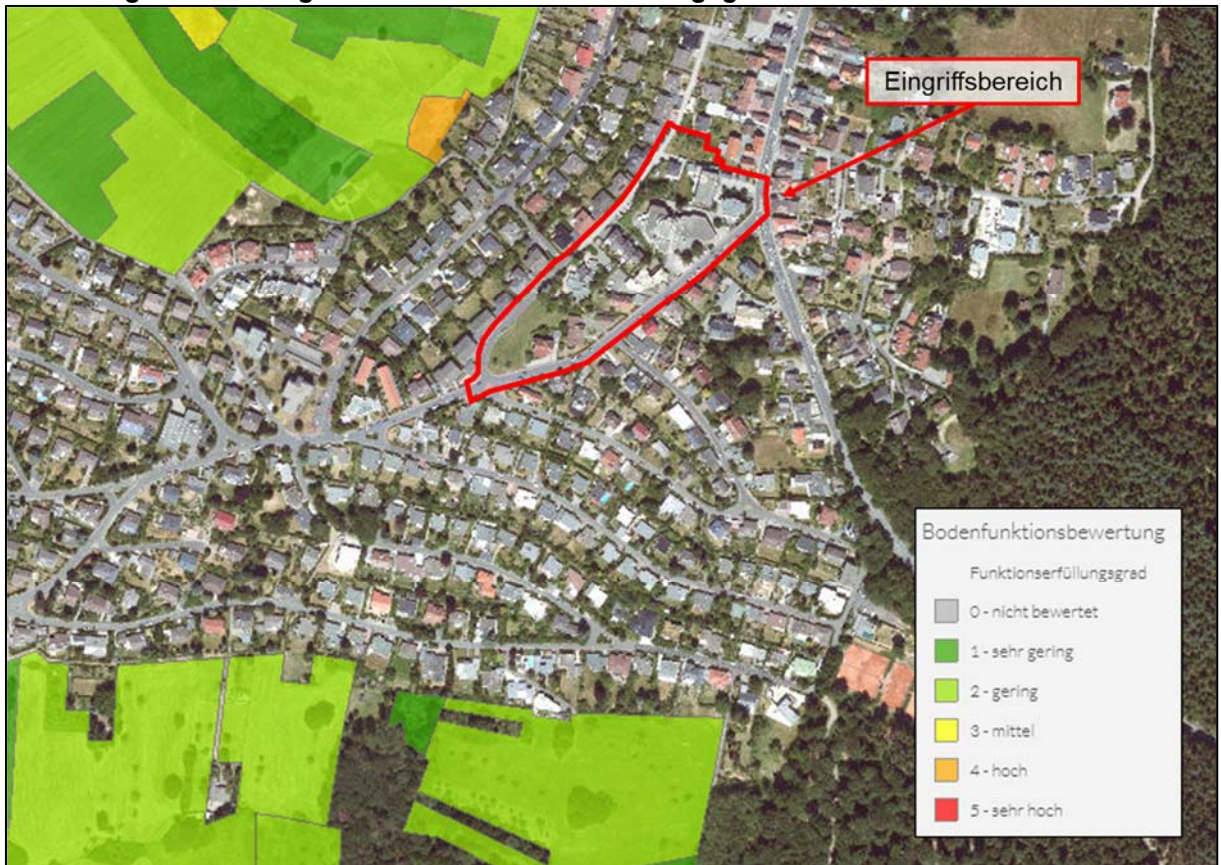 Eingriffsbereich
Bodenfunktionsbewertung
Funktionserfüllungsgrad
0 - nicht bewertet
1 - sehr gering
2 - gering
3 - mittel
4 - hoch
5 - sehr hoch